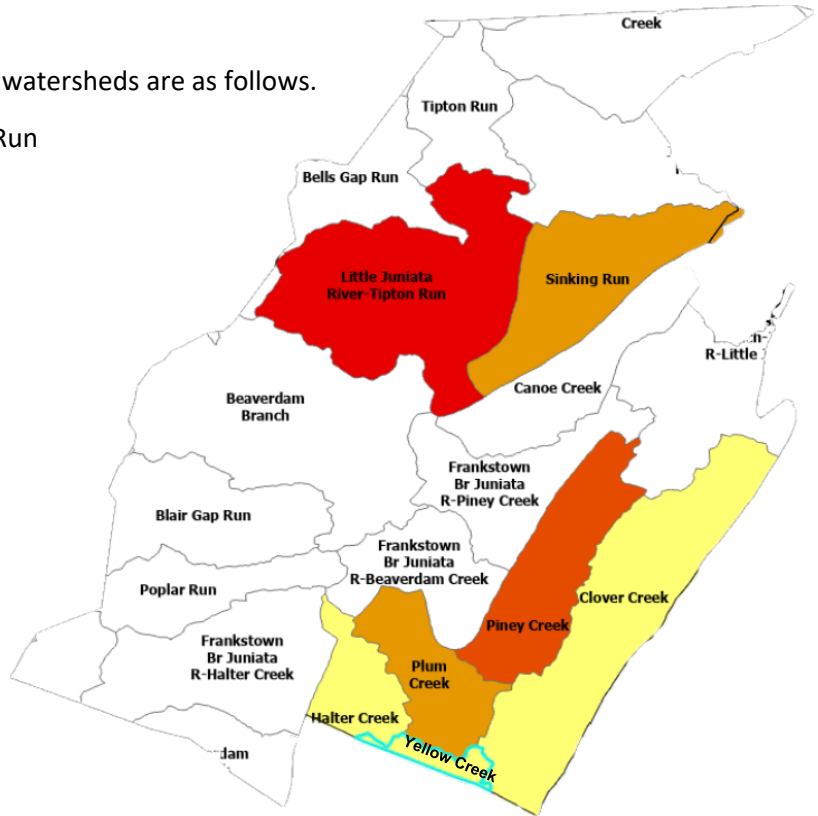 Creek
watersheds are as follows.
Tipton Run
Run
Bells Gap Run
Little Juniata
River-Tipton Run
Sinking Run
R-Little
Canoe Creek
Beaverdam
Branch
Frankstown
Br Juniata
R-Piney Creek
Blair Gap Run
Frankstown
Br Juniata
R-Beaverdam Creek
Poplar Run
Clover Creek
Piney Creek
Frankstown
Br Juniata
R-Halter Creek
Plum
Creek
Halter Creek
Yellow Creek
dam